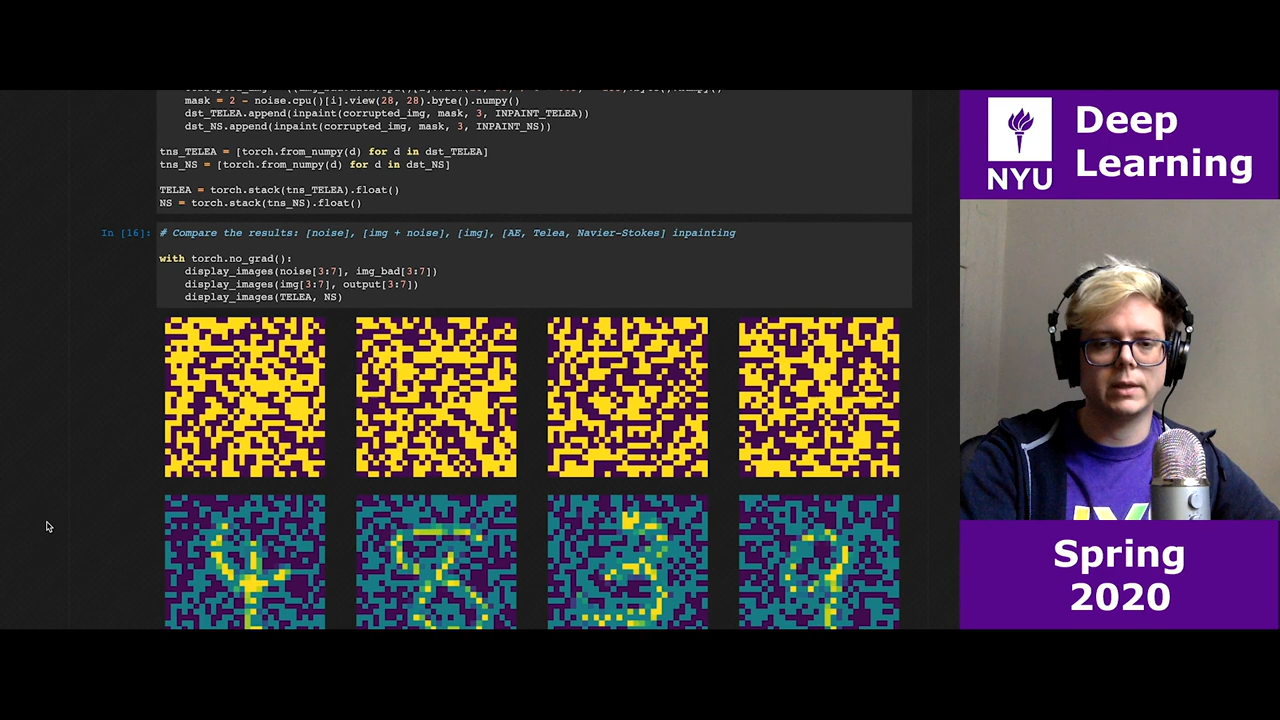 mask = 2 - noise.cpu()[i].view(28, 28).byte().numpy()
dst_TELEA.append(inpaint(corrupted_img, mask, 3, INPAINT_TELEA))
dst_NS.append(inpaint(corrupted_img, mask, 3, INPAINT_NS))
tns_TELEA = [torch.from_numpy(d) for d in dst_TELEA]
tns_NS = [torch.from_numpy(d) for d in dst_NS]
TELEA = torch.stack(tns_TELEA).float()
NS = torch.stack(tns_NS).float()
In [16]: # Compare the results: [noise], [img + noise], [img], [AE, Telea, Navier-Stokes] inpainting
with torch.no_grad():
display_images(noise[3:7], img_bad[3:7])
display_images(img[3:7], output[3:7])
display_images(TELEA, NS)
NYU
Deep
Learning
Spring
2020